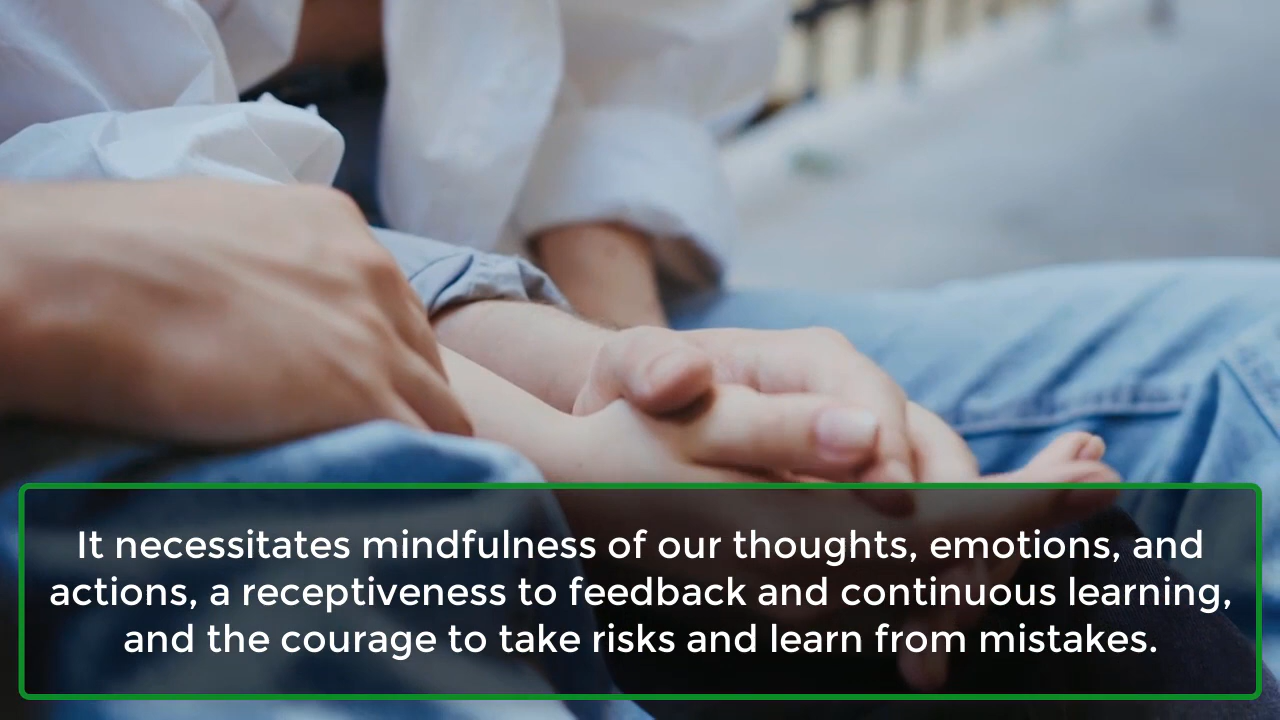 It necessitates mindfulness of our thoughts, emotions, and
actions, a receptiveness to feedback and continuous learning,
and the courage to take risks and learn from mistakes.